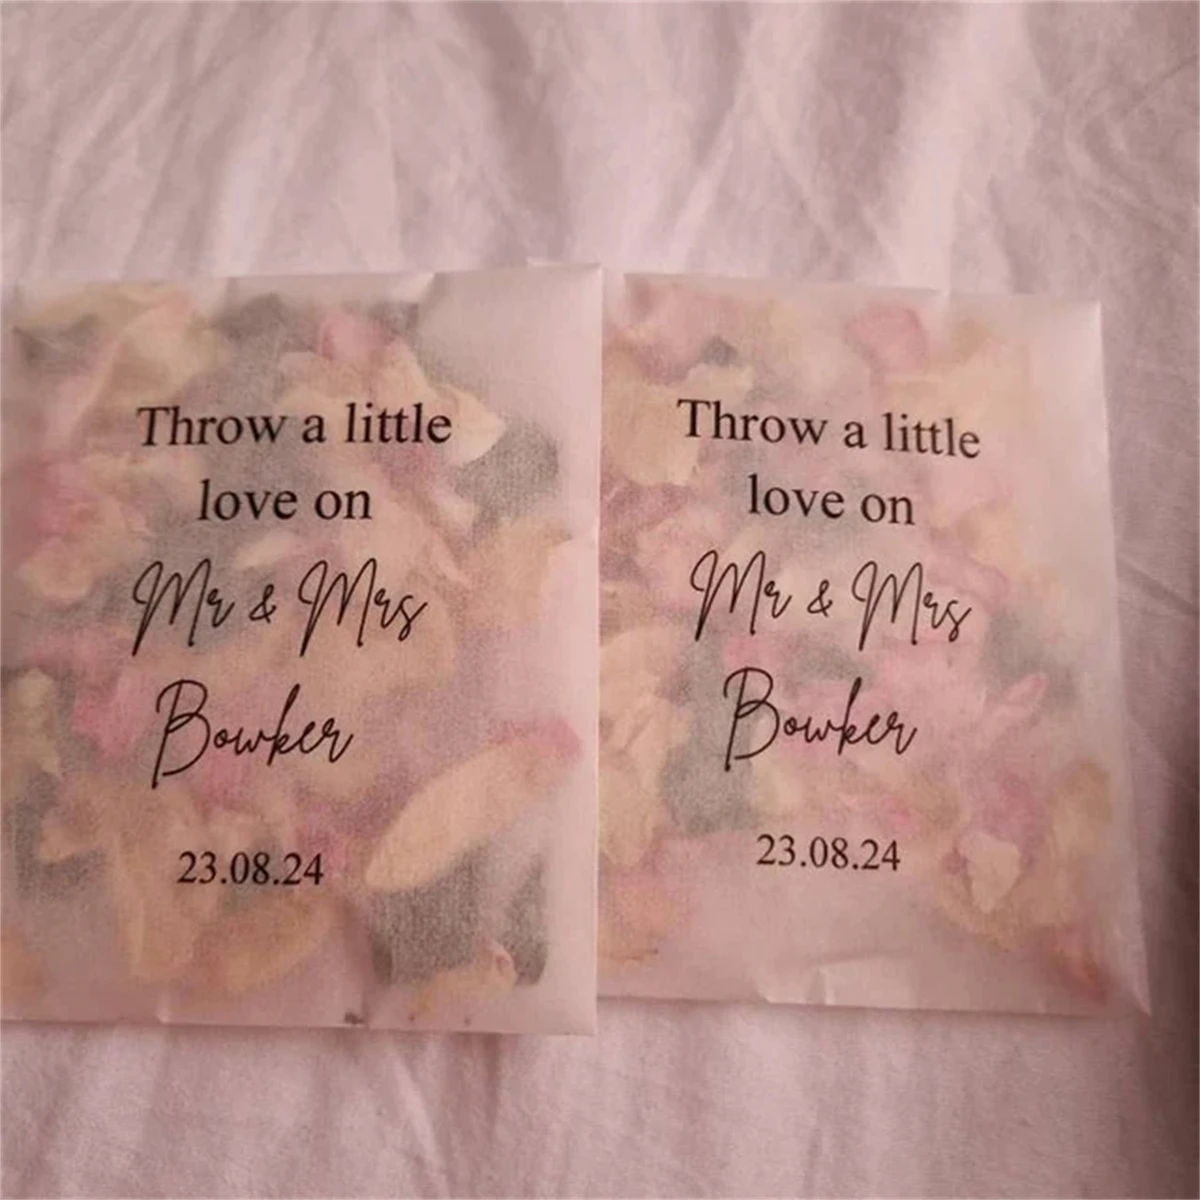 Throw a little
love on
Mr & Mrs
Bowker
23.08.24
Throw a little
love on
Mr & Mrs
Bowker
23.08.24